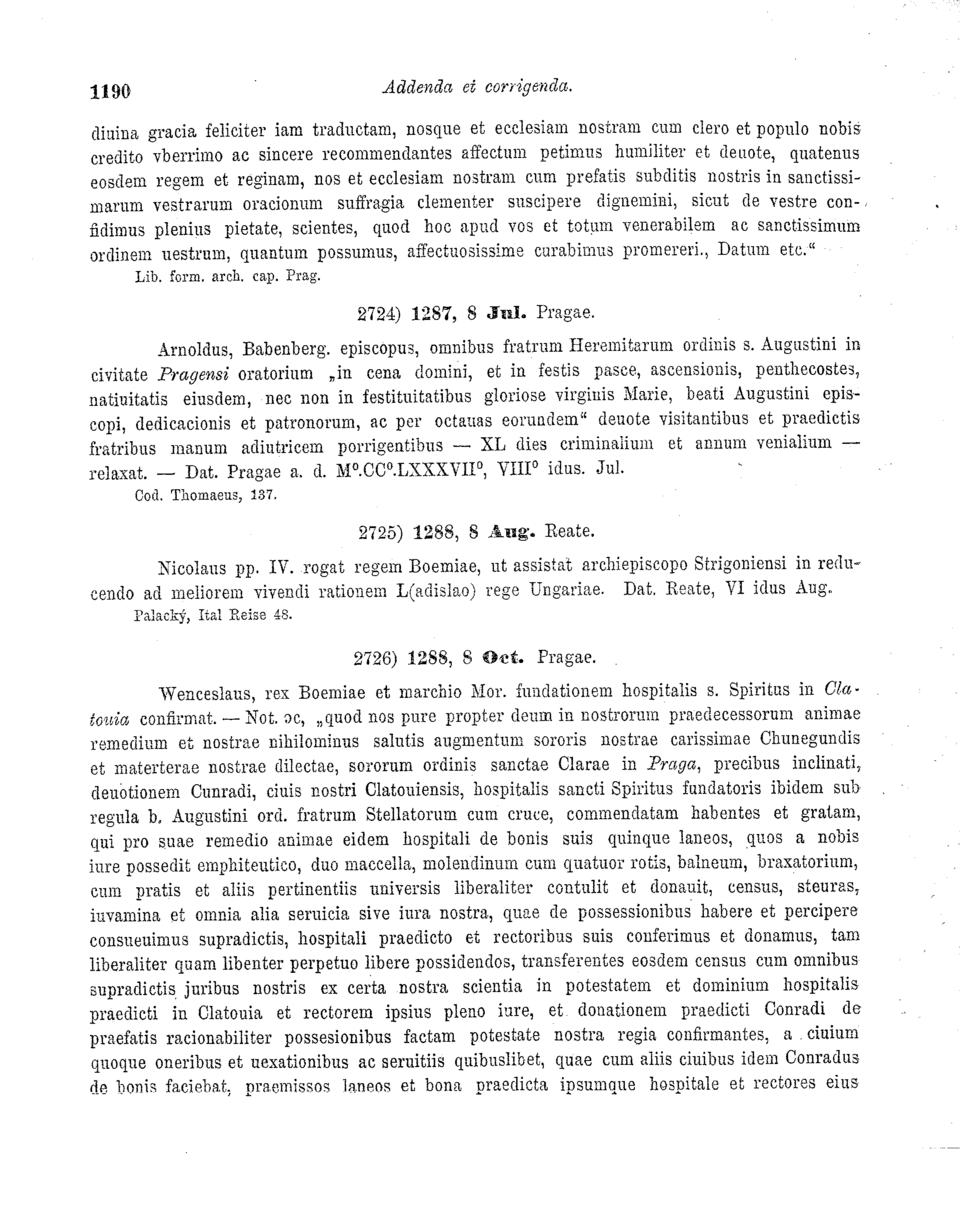 1190
Addenda et corrigenda.
diuina gracia feliciter iam traductam, nosque et ecclesiam nostram cum clero et populo nobis
credito vberrimo ac sincere recommendantes affectum petimus humiliter et deuote, quatenus
eosdem regem et reginam, nos et ecclesiam nostram cum prefatis subditis nostris in sanctissi-
marum vestrarum oracionum suffragia clementer suscipere dignemini, sicut de vestre con-
fidimus plenius pietate, scientes, quod hoc apud vos et totum venerabilem ac sanctissimum
ordinem uestrum, quantum possumus, affectuosissime curabimus promereri., Datum etc.“
Lib. form. arch. cap. Prag.
2724) 1287, 8 Jul. Pragae.
Arnoldus, Babenberg. episcopus, omnibus fratrum Heremitarum ordinis s. Augustini in
civitate Pragensi oratorium „in cena domini, et in festis pasce, ascensionis, penthecostes,
natiuitatis eiusdem, nec non in festituitatibus gloriose virginis Marie, beati Augustini epis-
copi, dedicacionis et patronorum, ac per octauas eorundem“ deuote visitantibus et praedictis
fratribus manum adiutricem porrigentibus — XL dies criminalium et annum venialium —
relaxat. — Dat. Pragae a. d. Mº.CCº.LXXXVIIº, VIIIº idus. Jul.
Cod. Thomaeus, 137.
2725) 1288, 8 Aug. Reate.
Nicolaus pp. IV. rogat regem Boemiae, ut assistat archiepiscopo Strigoniensi in redu-
cendo ad meliorem vivendi rationem L(adislao) rege Ungariae. Dat. Reate, VI idus Aug.
Palacký, Ital Reise 48.
2726) 1288, 8 Oct. Pragae.
Wenceslaus, rex Boemiae et marchio Mor. fundationem hospitalis s. Spiritus in Cla-
touia confirmat. — Not. oc, „quod nos pure propter deum in nostrorum praedecessorum animae
remedium et nostrae nihilominus salutis augmentum sororis nostrae carissimae Chunegundis
et materterae nostrae dilectae, sororum ordinis sanctae Clarae in Praga, precibus inclinati,
deuotionem Cunradi, ciuis nostri Clatouiensis, hospitalis sancti Spiritus fundatoris ibidem sub
regula b. Augustini ord. fratrum Stellatorum cum cruce, commendatam habentes et gratam,
qui pro suae remedio animae eidem hospitali de bonis suis quinque laneos, quos a nobis
iure possedit emphiteutico, duo maccella, molendinum cum quatuor rotis, balneum, braxatorium,
cum pratis et aliis pertinentiis universis liberaliter contulit et donauit, census, steuras,
iuvamina et omnia alia seruicia sive iura nostra, quae de possessionibus habere et percipere
consueuimus supradictis, hospitali praedicto et rectoribus suis conferimus et donamus, tam
liberaliter quam libenter perpetuo libere possidendos, transferentes eosdem census cum omnibus
supradictis juribus nostris ex certa nostra scientia in potestatem et dominium hospitalis
praedicti in Clatouia et rectorem ipsius pleno iure, et donationem praedicti Conradi de
praefatis racionabiliter possesionibus factam potestate nostra regia confirmantes, a ciuium
quoque oneribus et uexationibus ac seruitiis quibuslibet, quae cum aliis ciuibus idem Conradus
de bonis faciebat, praemissos laneos et bona praedicta ipsumque hospitale et rectores eius